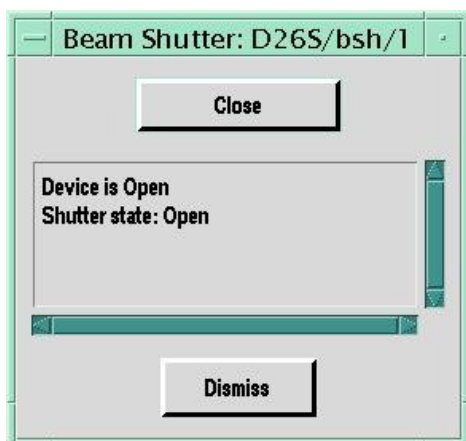 Beam Shutter: D26S/bsh/1
Close
Device is Open
Shutter state: Open
Dismiss